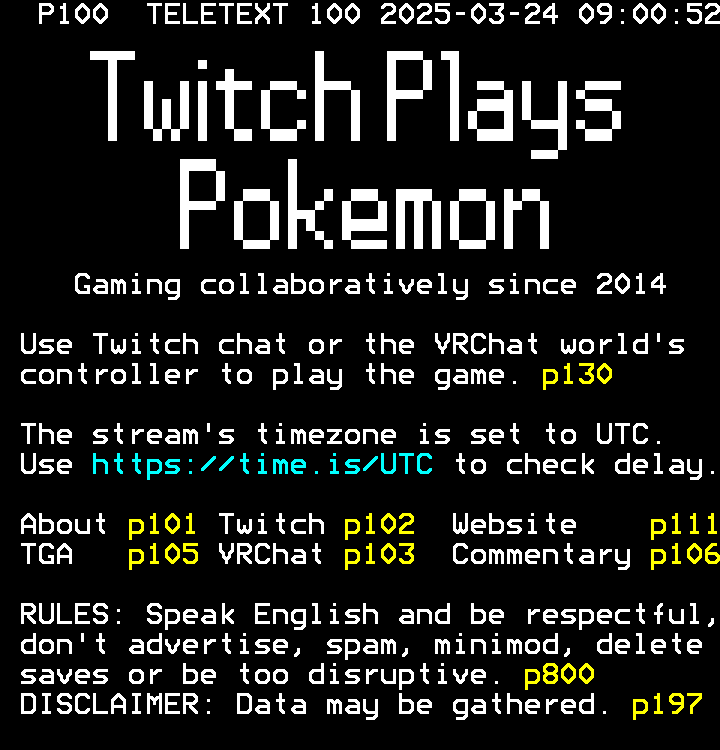 P100 TELETEXT 100 2025-03-24 09:00:52
Twitch Plays
Pokemon
Gaming collaboratively since 2014
Use Twitch chat or the VRChat world's
controller to play the game. p130
The stream's timezone is set to UTC.
Use https://time.is/UTC to check delay.
About p101 Twitch p102 Website p111
TGA p105 VRChat p103 Commentary p106
RULES: Speak English and be respectful,
don't advertise, spam, minimod, delete
saves or be too disruptive. p800
DISCLAIMER: Data may be gathered. p197